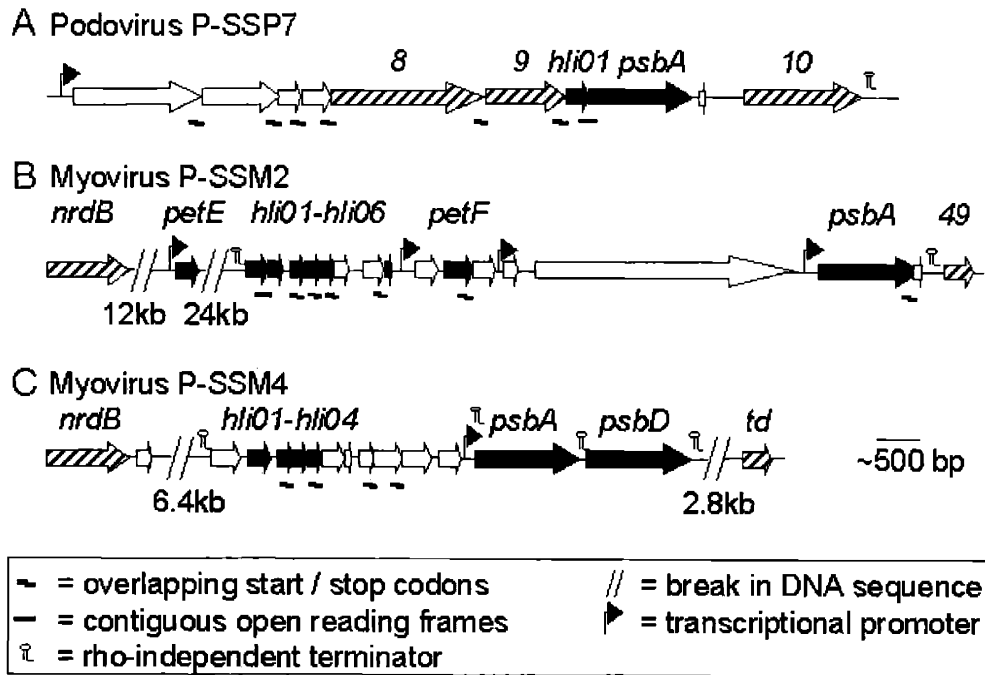 A Podovirus P-SSP7
8 9 hli01 psbA 10
B Myovirus P-SSM2
nrdB petE hli01-hli06 petF psbA 49
12kb 24kb
C Myovirus P-SSM4
nrdB hli01-hli04 psbA psbD td
~500 bp
6.4kb 2.8kb
= overlapping start / stop codons // = break in DNA sequence
= contiguous open reading frames = transcriptional promoter
= rho-independent terminator